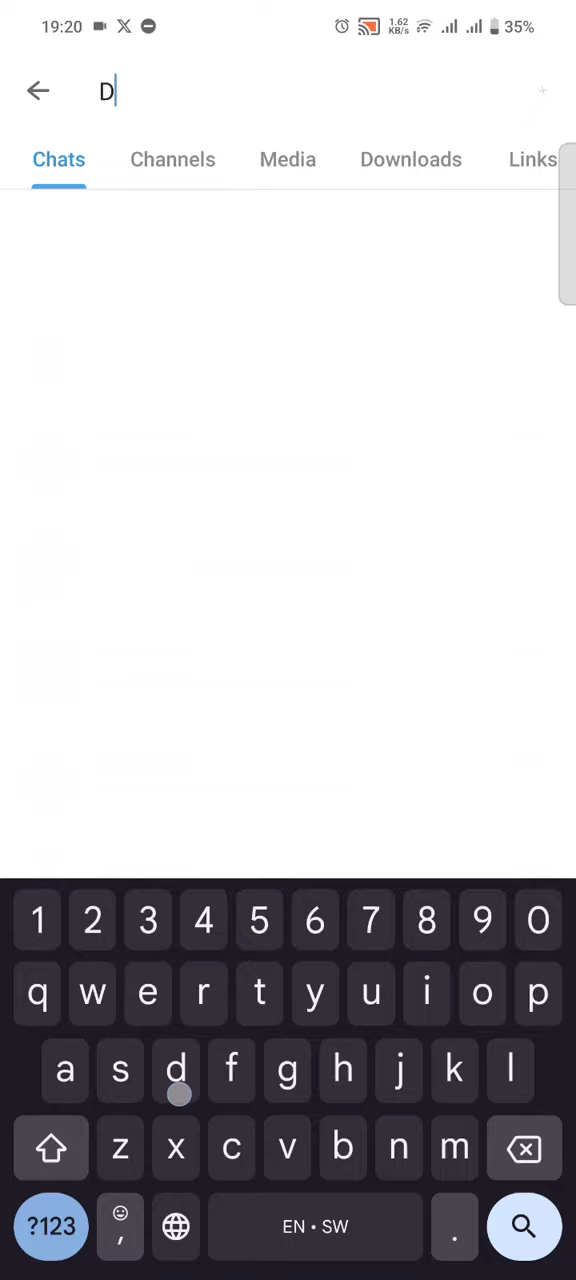 19:20 X 1.62 KB/s 35%
D
Chats Channels Media Downloads Links
1 2 3 4 5 6 7 8 9 0
q w e r t y u i o p
a s d f g h j k l
z x c v b n m
?123 , EN • SW .